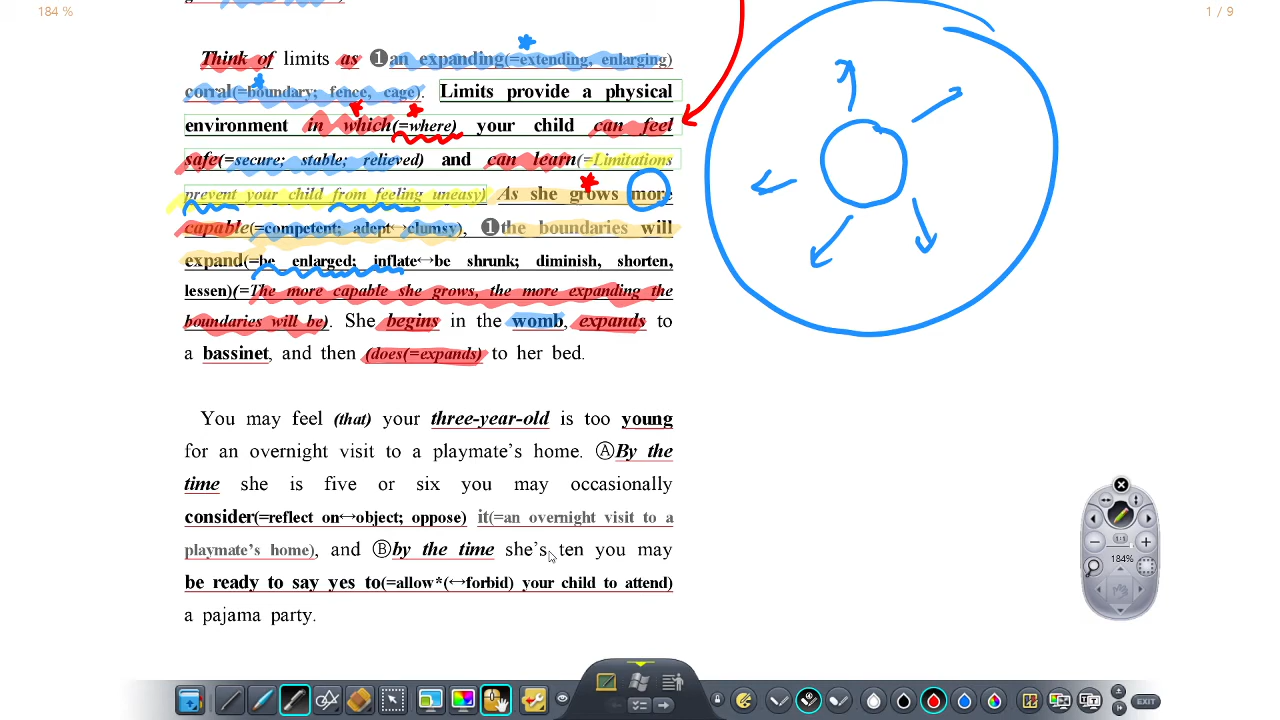 184 %
1 / 9
Think of limits as ❶an expanding(=extending, enlarging)
corral(=boundary; fence, cage). Limits provide a physical
environment in which(=where) your child can feel
safe(=secure; stable; relieved) and can learn(=Limitations
prevent your child from feeling uneasy) As she grows more
capable(=competent; adept↔clumsy), ❶the boundaries will
expand(=be enlarged; inflate↔be shrunk; diminish, shorten,
lessen)(=The more capable she grows, the more expanding the
boundaries will be). She begins in the womb, expands to
a bassinet, and then (does(=expands) to her bed.
You may feel (that) your three-year-old is too young
for an overnight visit to a playmate's home. ⒶBy the
time she is five or six you may occasionally
consider(=reflect on↔object; oppose) it(=an overnight visit to a
playmate's home), and Ⓑby the time she's ten you may
be ready to say yes to(=allow*(↔forbid) your child to attend)
a pajama party.
1:1
184%
EXIT